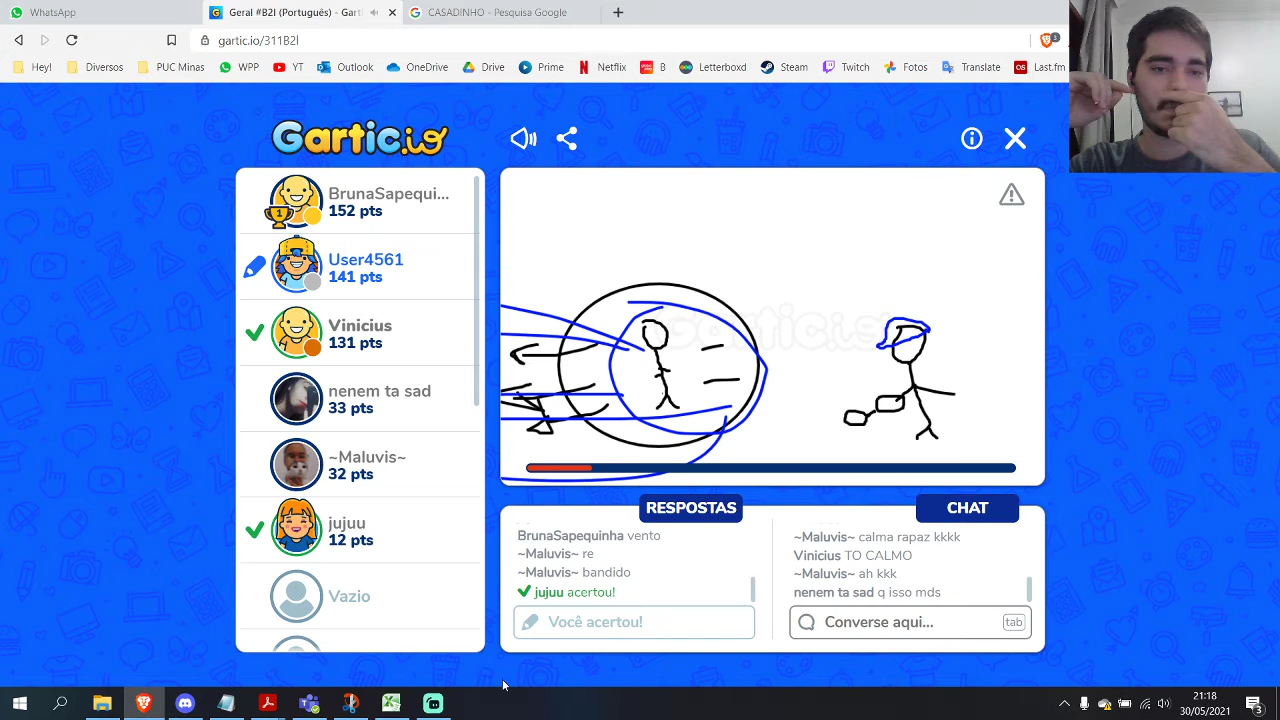 WhatsApp
Geral #B2I (Português) - Gart
CASADINHO - Pesquisa Google
gartic.io/311B2I
3
Hey!
Diversos
PUC Minas
WPP
YT
Outlook
OneDrive
Drive
Prime
Netflix
B
Letterboxd
Steam
Twitch
Fotos
Translate
Last.fm
Gartic.io
BrunaSapequi...
152 pts
User4561
141 pts
Vinicius
131 pts
nenem ta sad
33 pts
~Maluvis~
32 pts
jujuu
12 pts
Vazio
Gartic.io
RESPOSTAS
BrunaSapequinha vento
~Maluvis~ re
~Maluvis~ bandido
jujuu acertou!
Você acertou!
CHAT
~Maluvis~ calma rapaz kkkk
Vinicius TO CALMO
~Maluvis~ ah kkk
nenem ta sad q isso mds
Converse aqui...
tab
21:18
30/05/2021
3